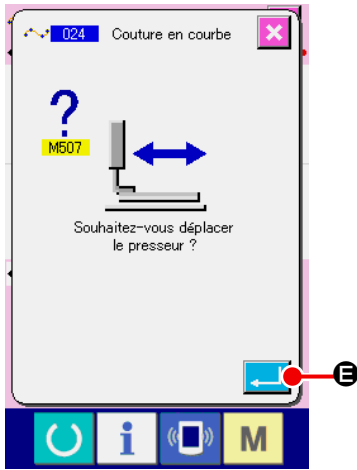 024 Couture en courbe
?
M507
Souhaitez-vous déplacer
le presseur ?
E
i M